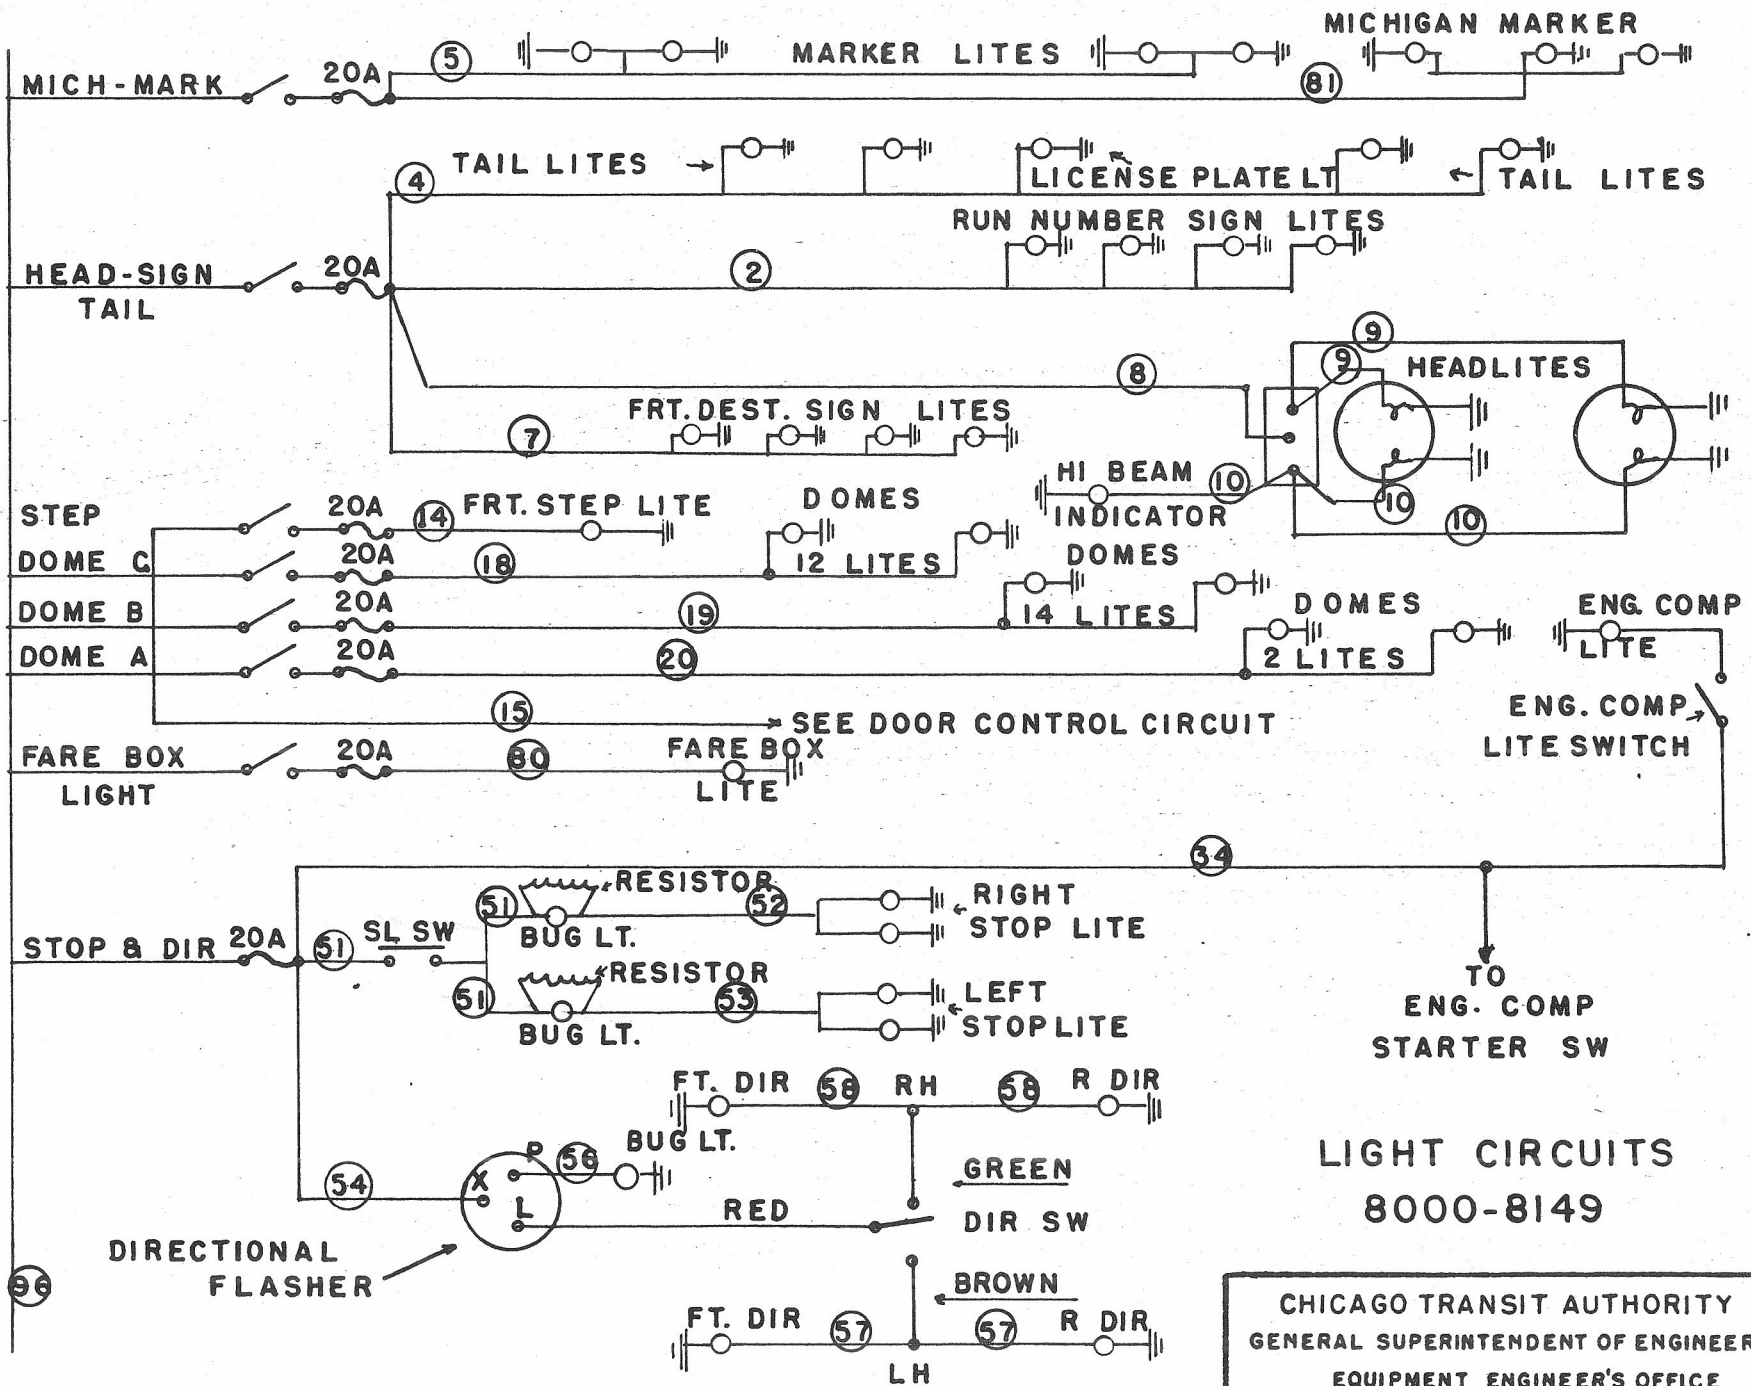 MICHIGAN MARKER
MARKER LITES
5
MICH-MARK
20A
81
TAIL LITES
4
LICENSE PLATE LT
TAIL LITES
RUN NUMBER SIGN LITES
HEAD-SIGN
TAIL
20A
2
9
9
HEADLITES
8
FRT. DEST. SIGN LITES
7
HI BEAM
INDICATOR
10
10
10
STEP
20A
14
FRT. STEP LITE
DOMES
12 LITES
DOME C
20A
18
DOMES
14 LITES
DOME B
20A
19
DOMES
2 LITES
DOME A
20A
20
ENG. COMP
LITE
ENG. COMP
LITE SWITCH
15
SEE DOOR CONTROL CIRCUIT
FARE BOX
LIGHT
20A
80
FARE BOX
LITE
34
RESISTOR
51
52
BUG LT.
RIGHT
STOP LITE
STOP & DIR
20A
51
SL SW
RESISTOR
51
53
BUG LT.
LEFT
STOP LITE
TO
ENG. COMP
STARTER SW
FT. DIR
58
RH
58
R DIR
BUG LT.
P
56
X
54
L
GREEN
RED
DIR SW
DIRECTIONAL
FLASHER
96
BROWN
FT. DIR
57
57
R DIR
LH
LIGHT CIRCUITS
8000-8149
CHICAGO TRANSIT AUTHORITY
GENERAL SUPERINTENDENT OF ENGINEER
EQUIPMENT ENGINEER'S OFFICE